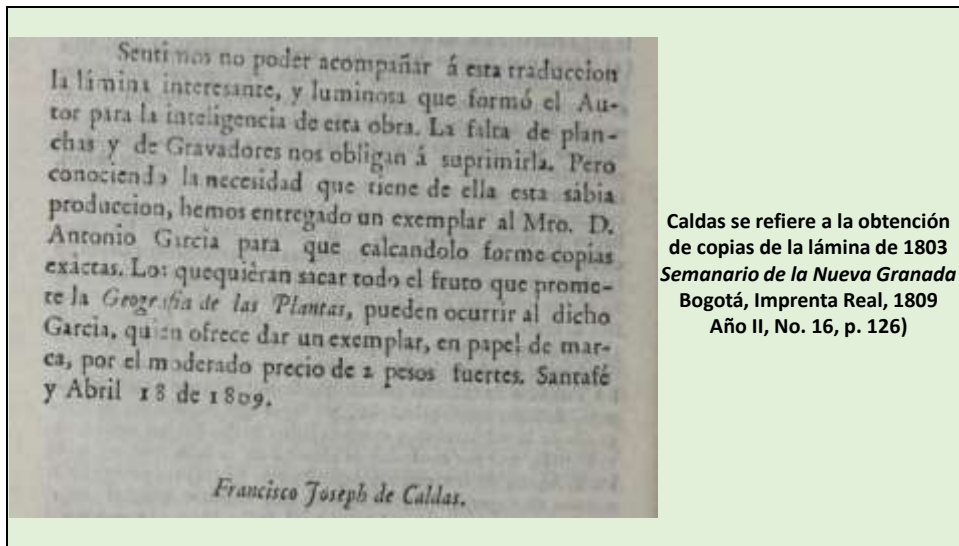 Sentimos no poder acompañar á esta traduccion
la lámina interesante, y luminosa que formó el Au-
tor para la inteligencia de esta obra. La falta de plan-
chas y de Gravadores nos obligan á suprimirla. Pero
conociendo la necesidad que tiene de ella esta sábia
produccion, hemos entregado un exemplar al Mro. D.
Antonio Garcia para que calcandolo forme copias
exâctas. Los quequiéran sacar todo el fruto que prome-
te la Geografia de las Plantas, pueden ocurrir al dicho
Garcia, quien ofrece dar un exemplar, en papel de mar-
ca, por el moderado precio de 2 pesos fuertes. Santafé
y Abril 18 de 1809.
Francisco Joseph de Caldas.
Caldas se refiere a la obtención
de copias de la lámina de 1803
Semanario de la Nueva Granada
Bogotá, Imprenta Real, 1809
Año II, No. 16, p. 126)